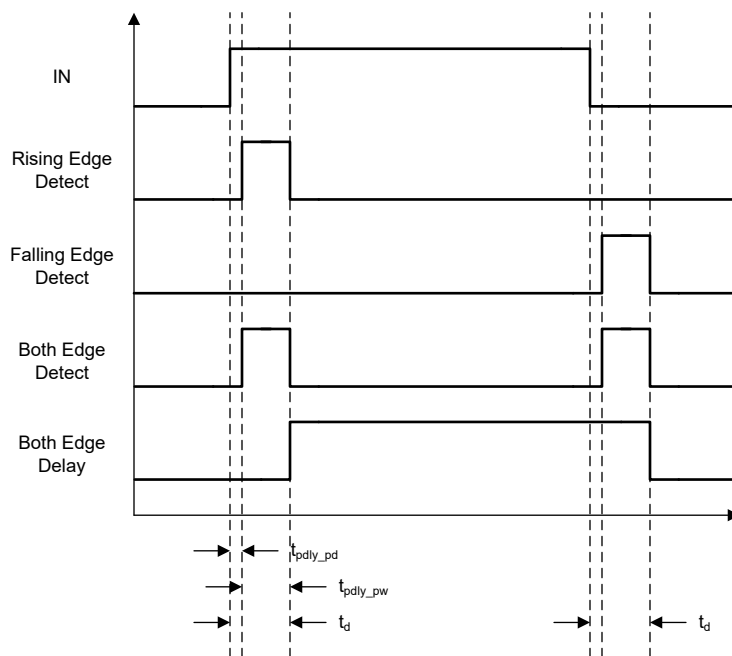 IN
Rising Edge
Detect
Falling Edge
Detect
Both Edge
Detect
Both Edge
Delay
tpdly_pd
tpdly_pw
td
td